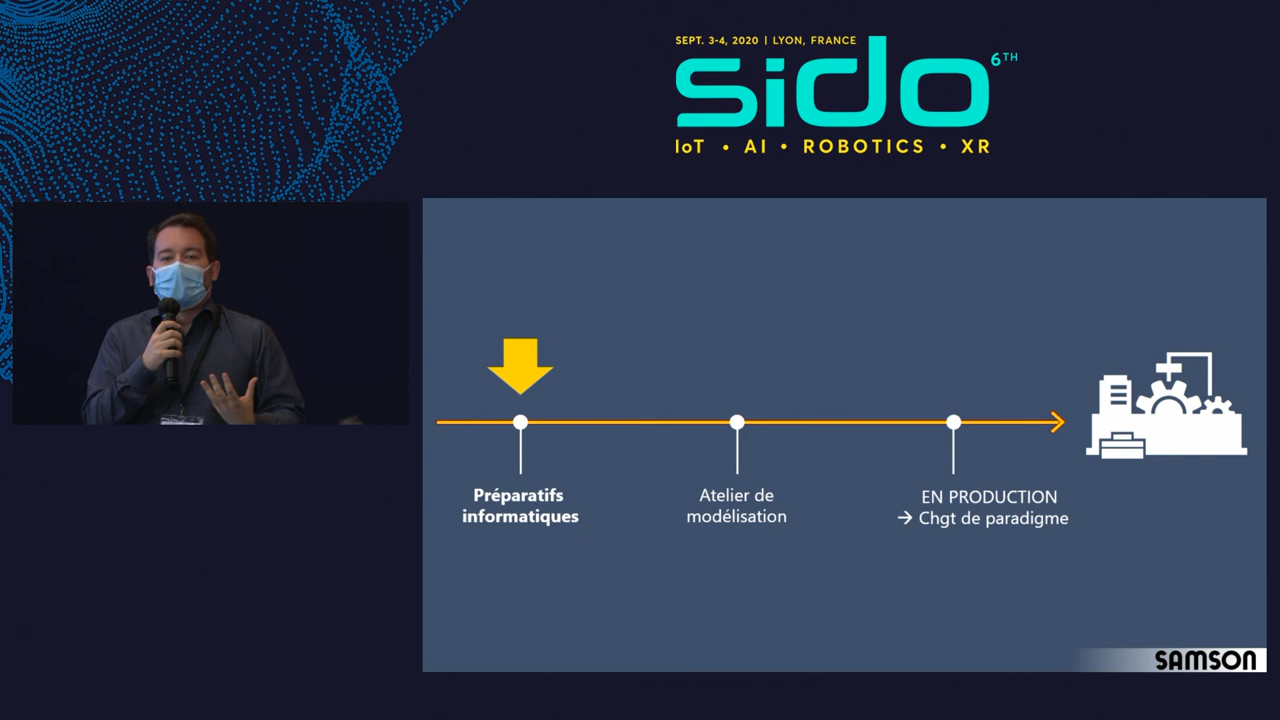 SEPT. 3-4, 2020 | LYON, FRANCE
sido 6TH
IoT • AI • ROBOTICS • XR
Préparatifs
informatiques
Atelier de
modélisation
EN PRODUCTION
→ Chgt de paradigme
SAMSON